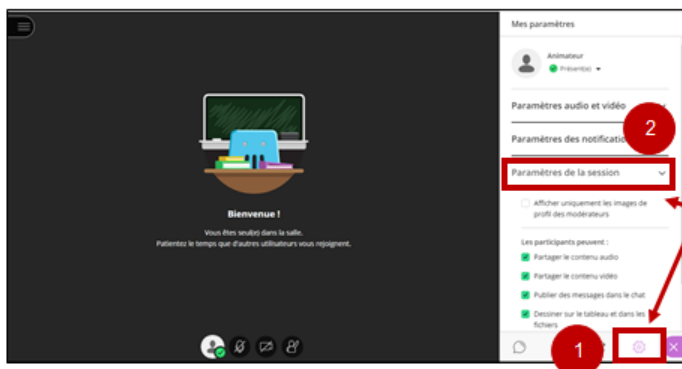 Mes paramètres
Animateur
Présent(e)
Paramètres audio et vidéo
2
Paramètres des notificatio
Paramètres de la session
Afficher uniquement les images de
profil des modérateurs
Bienvenue !
Vous êtes seul(e) dans la salle.
Patientez le temps que d'autres utilisateurs vous rejoignent.
Les participants peuvent :
Partager le contenu audio
Partager le contenu vidéo
Publier des messages dans le chat
Dessiner sur le tableau et dans les
fichiers
1